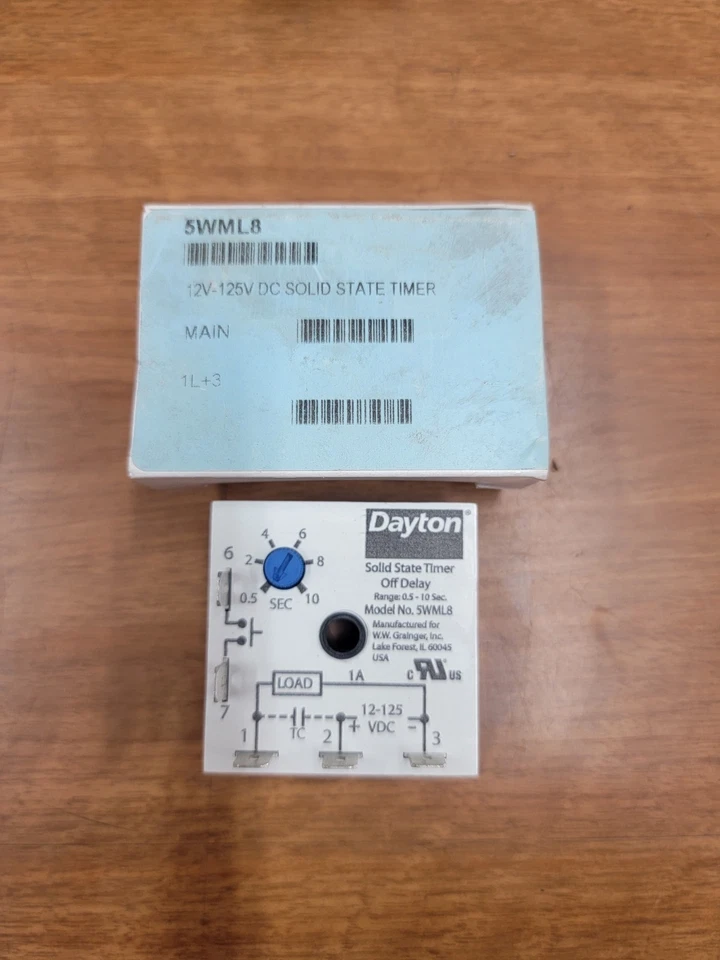 5WML8
12V-125V DC SOLID STATE TIMER
MAIN
1L+3
Dayton®
Solid State Timer
Off Delay
Range: 0.5 - 10 Sec.
Model No. 5WML8
Manufactured for
W.W. Grainger, Inc.
Lake Forest, IL 60045
USA
C RU US
4 6
2 8
0.5 SEC 10
6
7
LOAD 1A
12-125
VDC
TC
+ −
1 2 3